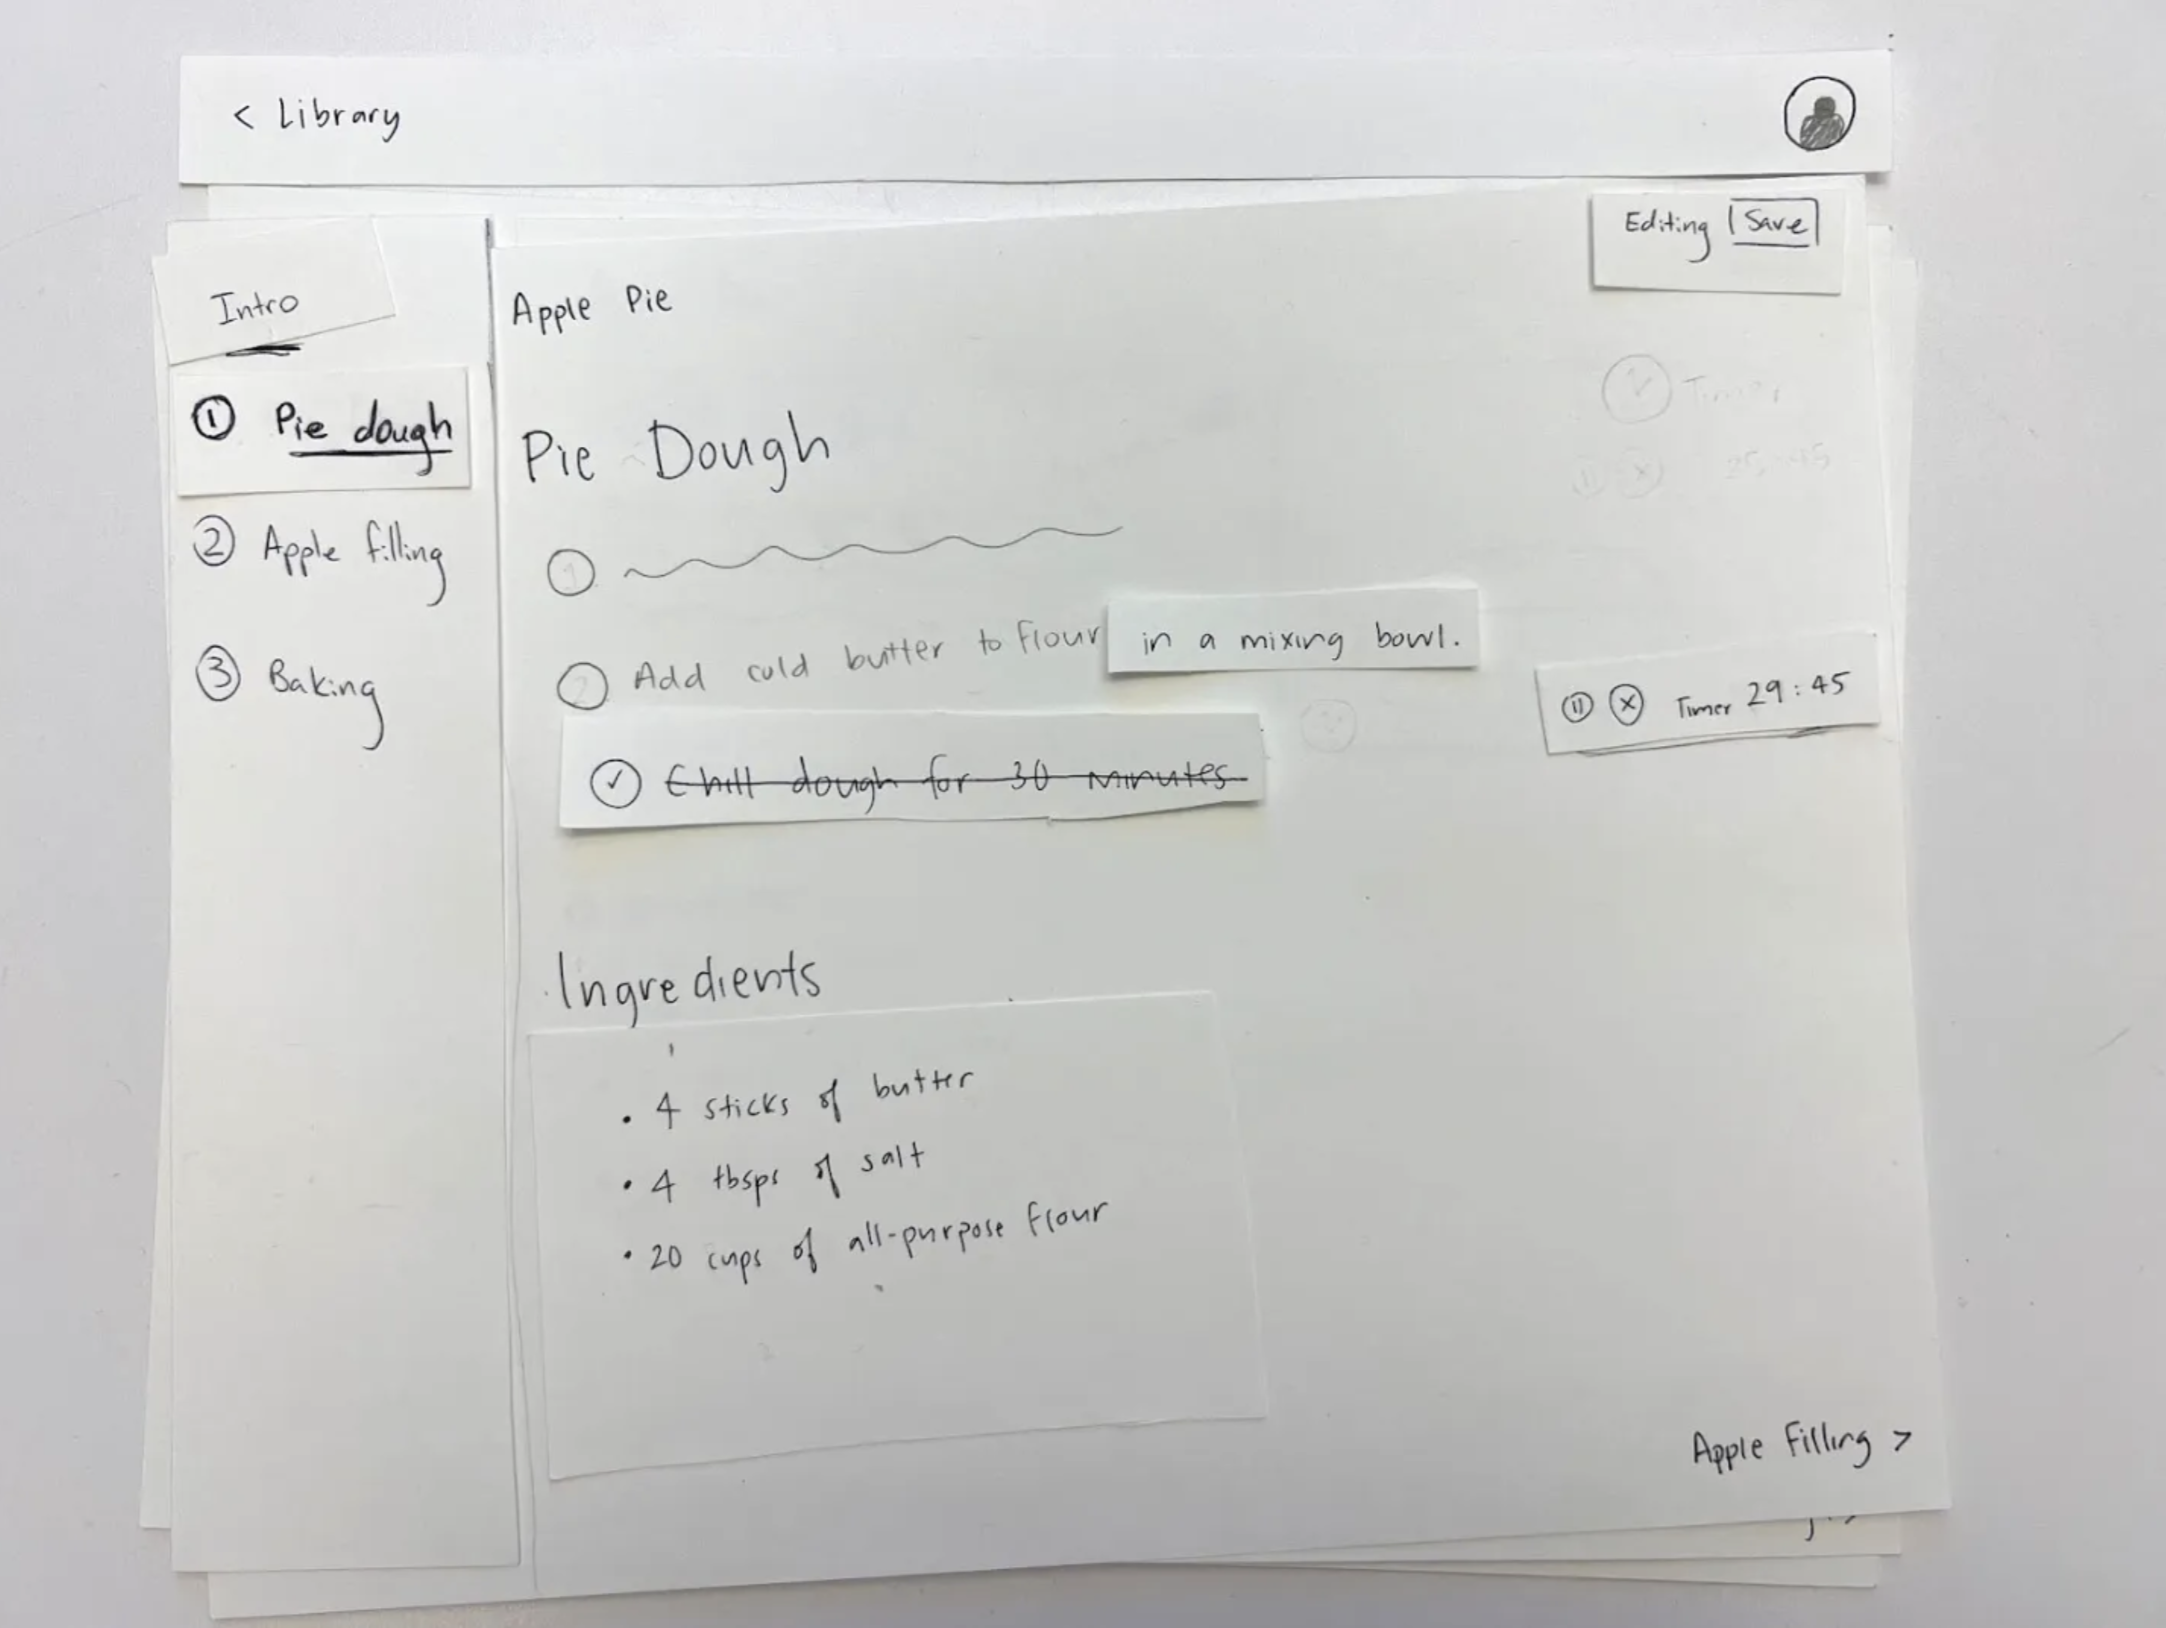 < Library
Editing Save
Intro
① Pie dough
② Apple filling
③ Baking
Apple Pie
Timer
Pie Dough
①
② Add cold butter to flour in a mixing bowl.
Timer 29:45
✓ Chill dough for 30 minutes
Ingredients
• 4 sticks of butter
• 4 tbsps of salt
• 20 cups of all-purpose flour
Apple Filling >